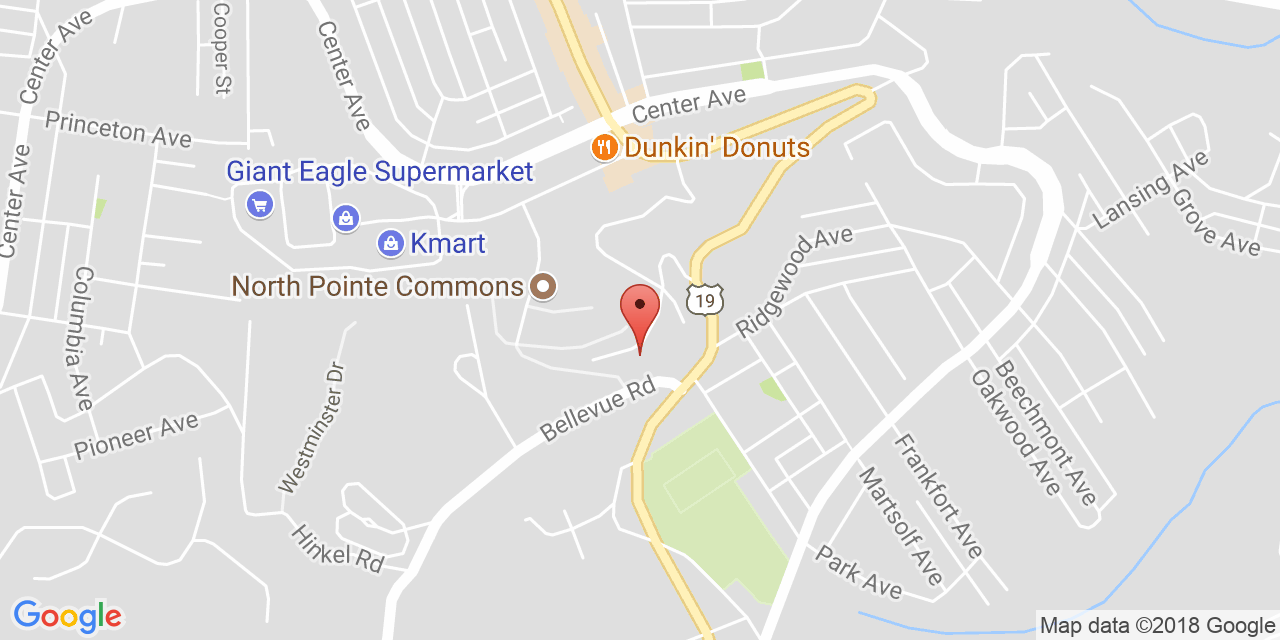 Center Ave
Cooper St
Center Ave
Center Ave
Princeton Ave
Dunkin' Donuts
Giant Eagle Supermarket
Lansing Ave
Center Ave
Grove Ave
Kmart
Ridgewood Ave
North Pointe Commons
19
Columbia Ave
Westminster Dr
Bellevue Rd
Beechmont Ave
Oakwood Ave
Pioneer Ave
Frankfort Ave
Martsolf Ave
Hinkel Rd
Park Ave
Google
Map data ©2018 Google